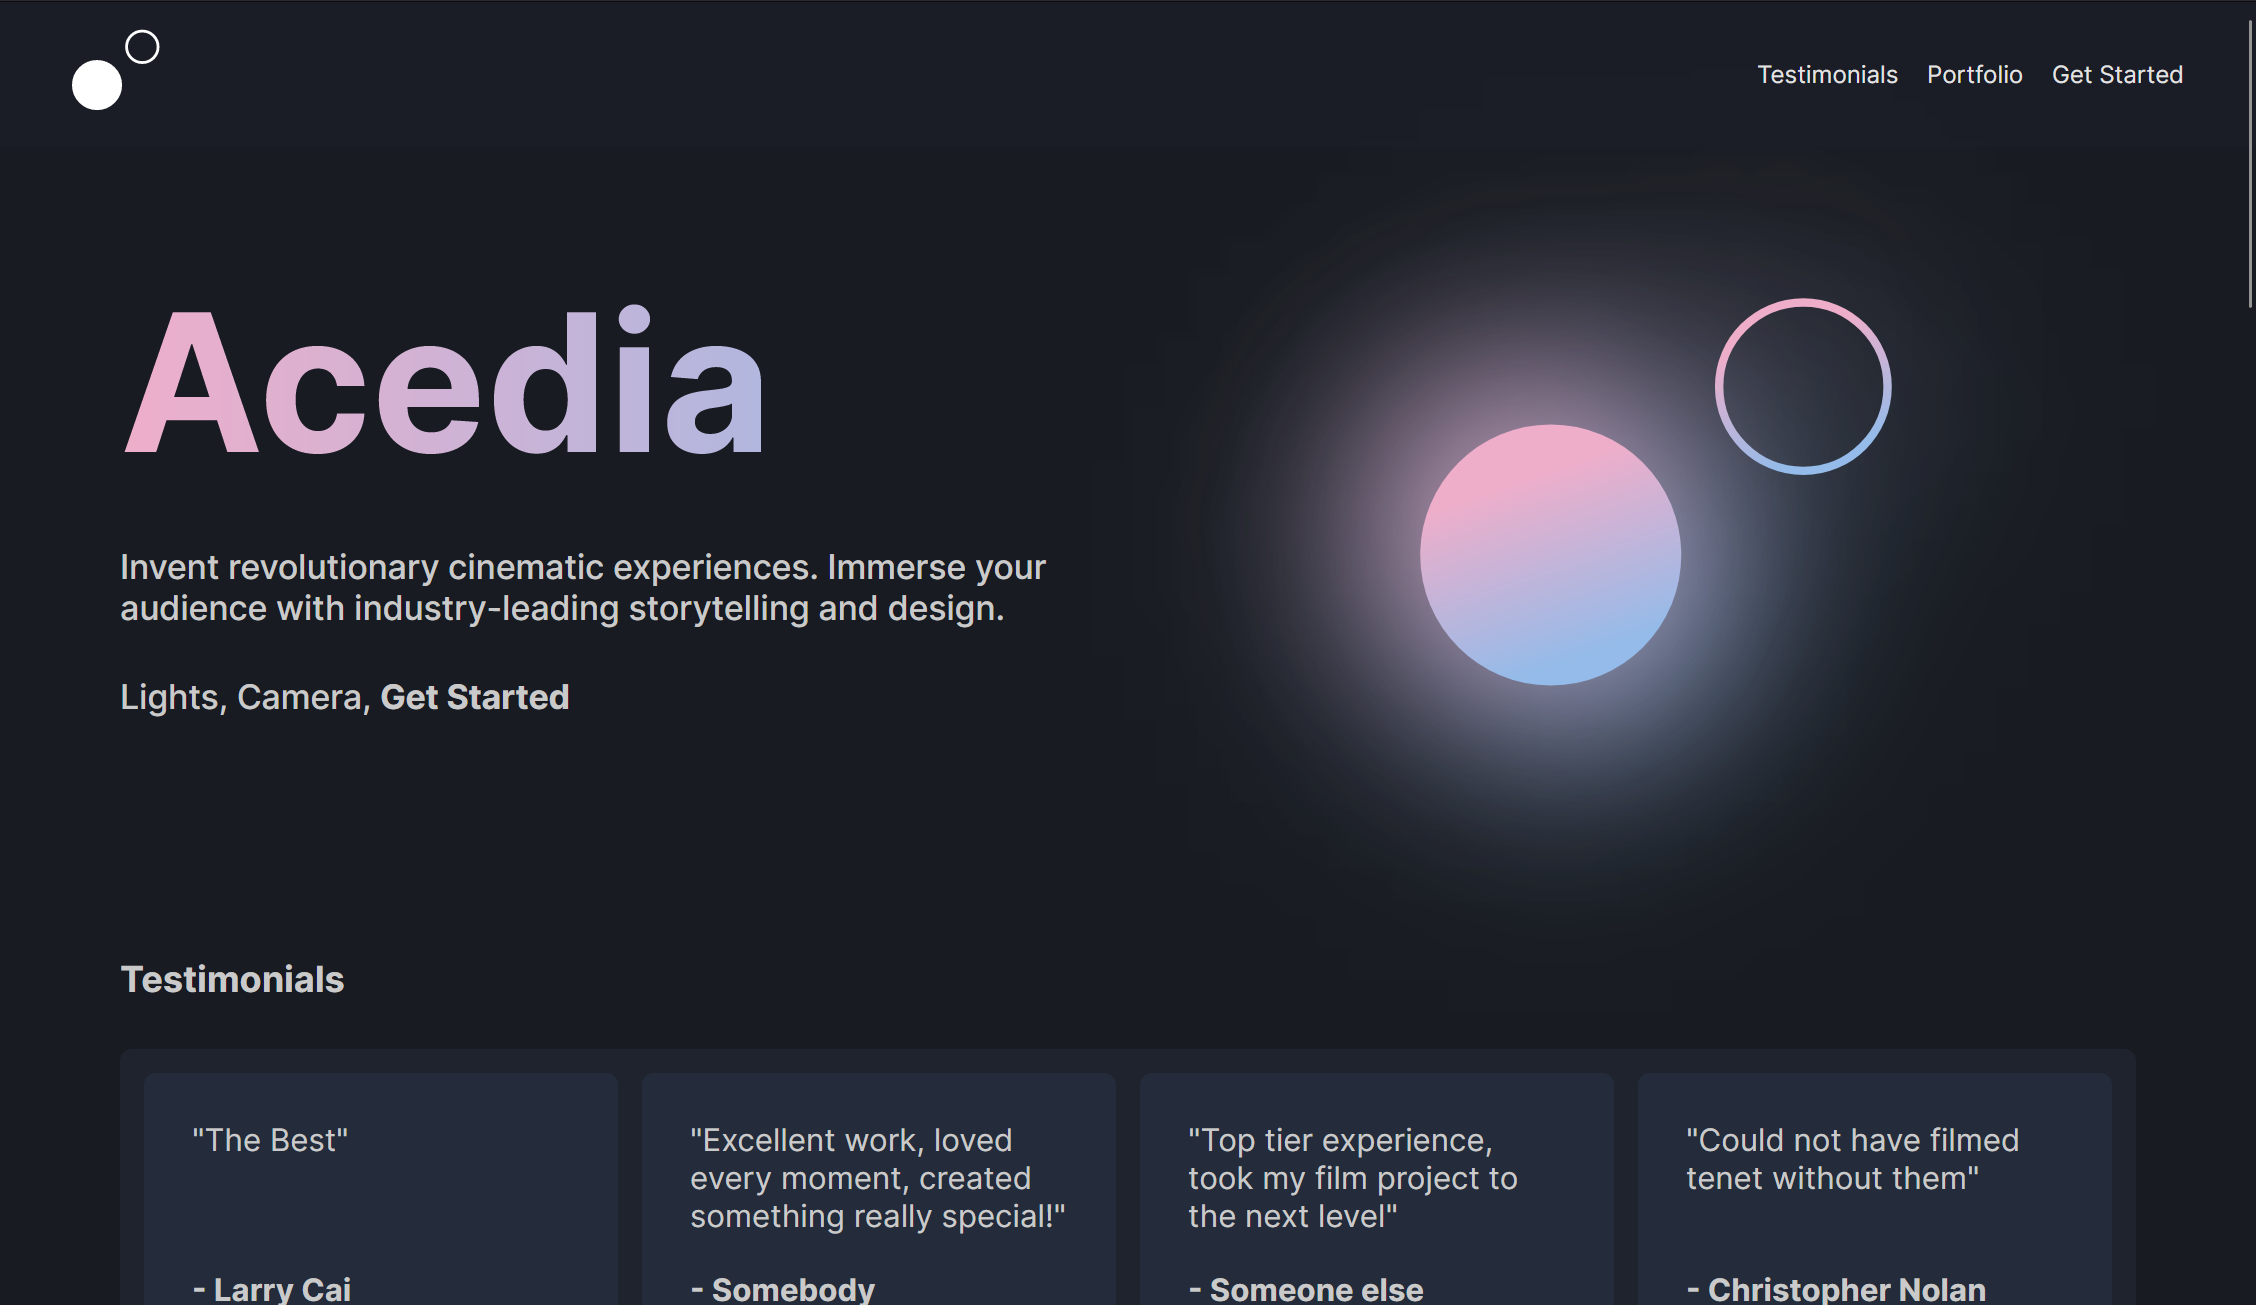 Testimonials Portfolio Get Started
Acedia
Invent revolutionary cinematic experiences. Immerse your
audience with industry-leading storytelling and design.
Lights, Camera, Get Started
Testimonials
"The Best"
- Larry Cai
"Excellent work, loved
every moment, created
something really special!"
- Somebody
"Top tier experience,
took my film project to
the next level"
- Someone else
"Could not have filmed
tenet without them"
- Christopher Nolan